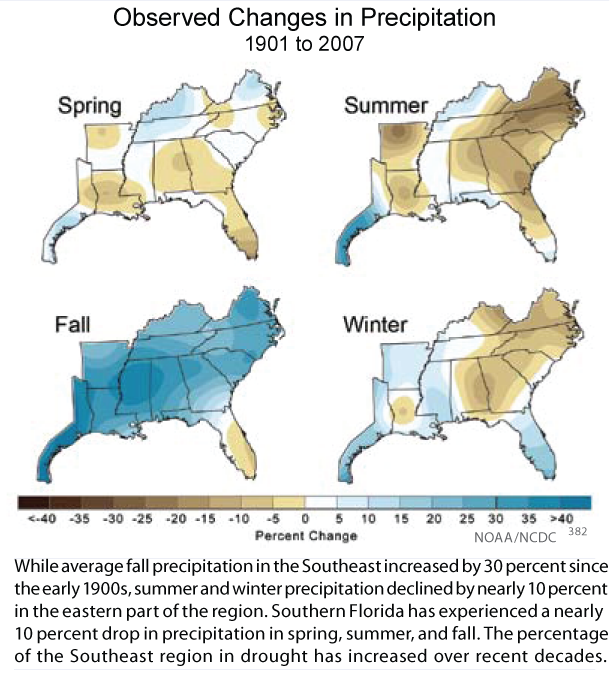 Observed Changes in Precipitation
1901 to 2007
Spring
Summer
Fall
Winter
<-40 -35 -30 -25 -20 -15 -10 -5 0 5 10 15 20 25 30 35 >40
Percent Change
NOAA/NCDC 382
While average fall precipitation in the Southeast increased by 30 percent since
the early 1900s, summer and winter precipitation declined by nearly 10 percent
in the eastern part of the region. Southern Florida has experienced a nearly
10 percent drop in precipitation in spring, summer, and fall. The percentage
of the Southeast region in drought has increased over recent decades.